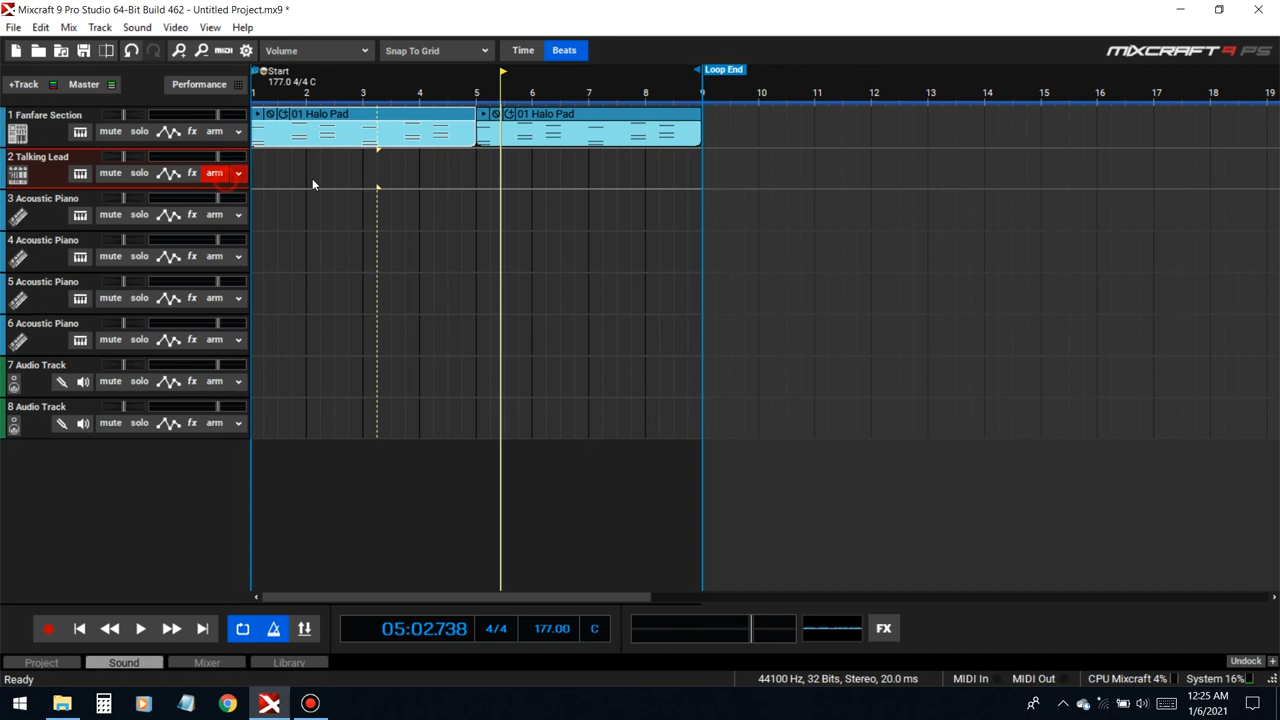 Mixcraft 9 Pro Studio 64-Bit Build 462 - Untitled Project.mx9 *
File Edit Mix Track Sound Video View Help
MIDI Volume Snap To Grid Time Beats MIXCRAFT 9 PS
+Track Master Performance
Start
177.0 4/4 C
Loop End
1 2 3 4 5 6 7 8 9 10 11 12 13 14 15 16 17 18 19
1 Fanfare Section
mute solo fx arm
01 Halo Pad 01 Halo Pad
2 Talking Lead
mute solo fx arm
3 Acoustic Piano
mute solo fx arm
4 Acoustic Piano
mute solo fx arm
5 Acoustic Piano
mute solo fx arm
6 Acoustic Piano
mute solo fx arm
7 Audio Track
mute solo fx arm
8 Audio Track
mute solo fx arm
05:02.738 4/4 177.00 C FX
Project Sound Mixer Library Undock +
Ready 44100 Hz, 32 Bits, Stereo, 20.0 ms MIDI In MIDI Out CPU Mixcraft 4% System 16%
12:25 AM
1/6/2021